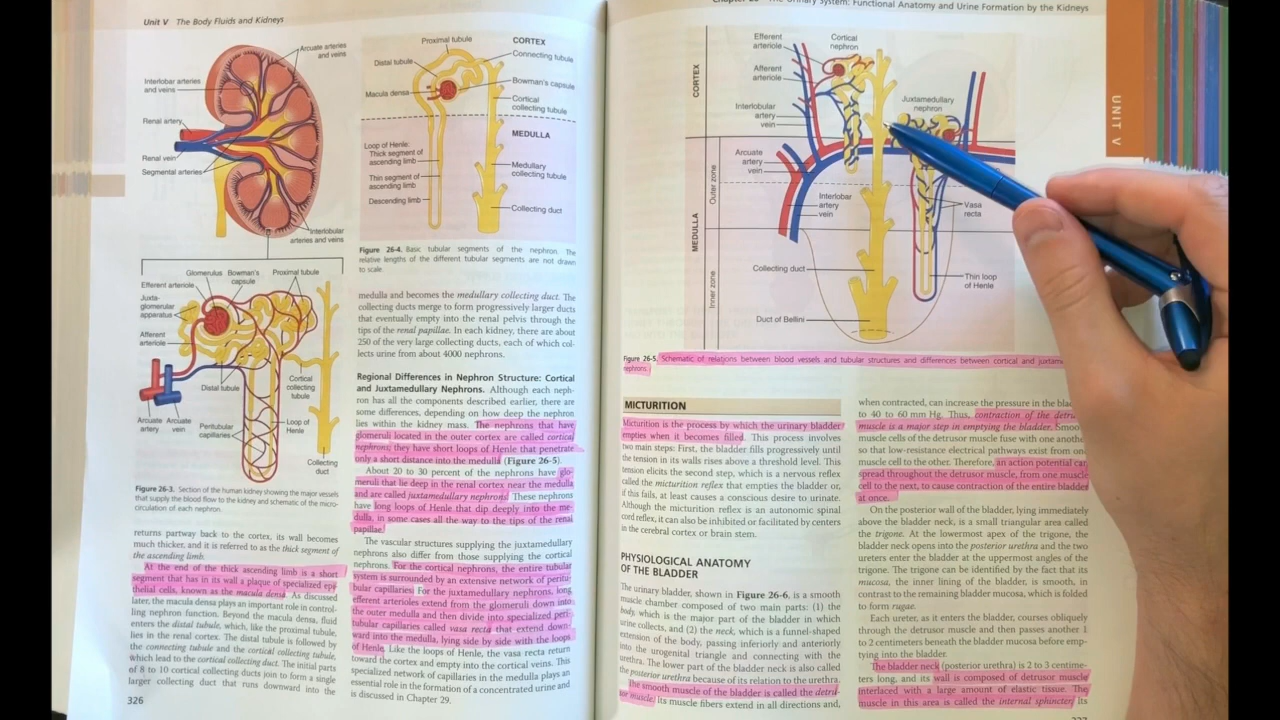 Unit V The Body Fluids and Kidneys
Arcuate arteries
and veins
Interlobar arteries
and veins
Renal artery
Renal vein
Segmental arteries
Interlobular
arteries and veins
Glomerulus
Bowman's
capsule
Proximal tubule
Efferent arteriole
Juxta-
glomerular
apparatus
Afferent
arteriole
Distal tubule
Cortical
collecting
tubule
Arcuate
artery
Arcuate
vein
Peritubular
capillaries
Loop of
Henle
Collecting
duct
Figure 26-3. Section of the human kidney showing the major vessels
that supply the blood flow to the kidney and schematic of the micro-
circulation of each nephron.
returns partway back to the cortex, its wall becomes
much thicker, and it is referred to as the thick segment of
the ascending limb.
At the end of the thick ascending limb is a short
segment that has in its wall a plaque of specialized epi-
thelial cells, known as the macula densa. As discussed
later, the macula densa plays an important role in control-
ling nephron function. Beyond the macula densa, fluid
enters the distal tubule, which, like the proximal tubule,
lies in the renal cortex. The distal tubule is followed by
the connecting tubule and the cortical collecting tubule,
which lead to the cortical collecting duct. The initial parts
of 8 to 10 cortical collecting ducts join to form a single
larger collecting duct that runs downward into the
326
Proximal tubule
CORTEX
Connecting tubule
Distal tubule
Bowman's capsule
Macula densa
Cortical
collecting tubule
MEDULLA
Loop of Henle:
Thick segment of
ascending limb
Medullary
collecting tubule
Thin segment of
ascending limb
Descending limb
Collecting duct
Figure 26-4. Basic tubular segments of the nephron. The
relative lengths of the different tubular segments are not drawn
to scale.
medulla and becomes the medullary collecting duct. The
collecting ducts merge to form progressively larger ducts
that eventually empty into the renal pelvis through the
tips of the renal papillae. In each kidney, there are about
250 of the very large collecting ducts, each of which col-
lects urine from about 4000 nephrons.
Regional Differences in Nephron Structure: Cortical
and Juxtamedullary Nephrons. Although each neph-
ron has all the components described earlier, there are
some differences, depending on how deep the nephron
lies within the kidney mass. The nephrons that have
glomeruli located in the outer cortex are called cortical
nephrons; they have short loops of Henle that penetrate
only a short distance into the medulla (Figure 26-5).
About 20 to 30 percent of the nephrons have glo-
meruli that lie deep in the renal cortex near the medulla
and are called juxtamedullary nephrons. These nephrons
have long loops of Henle that dip deeply into the me-
dulla, in some cases all the way to the tips of the renal
papillae.
The vascular structures supplying the juxtamedullary
nephrons also differ from those supplying the cortical
nephrons. For the cortical nephrons, the entire tubular
system is surrounded by an extensive network of peritu-
bular capillaries. For the juxtamedullary nephrons, long
efferent arterioles extend from the glomeruli down into
the outer medulla and then divide into specialized peri-
tubular capillaries called vasa recta that extend down-
ward into the medulla, lying side by side with the loops
of Henle. Like the loops of Henle, the vasa recta return
toward the cortex and empty into the cortical veins. This
specialized network of capillaries in the medulla plays an
essential role in the formation of a concentrated urine and
is discussed in Chapter 29.
System: Functional Anatomy and Urine Formation by the Kidneys
UNIT V
Efferent
arteriole
Cortical
nephron
CORTEX
Afferent
arteriole
Juxtamedullary
nephron
Interlobular
artery
vein
Arcuate
artery
vein
MEDULLA
Outer zone
Inner zone
Interlobar
artery
vein
Vasa
recta
Collecting duct
Thin loop
of Henle
Duct of Bellini
Figure 26-5. Schematic of relations between blood vessels and tubular structures and differences between cortical and
nephrons.
MICTURITION
Micturition is the process by which the urinary bladder
empties when it becomes filled. This process involves
two main steps: First, the bladder fills progressively until
the tension in its walls rises above a threshold level. This
tension elicits the second step, which is a nervous reflex
called the micturition reflex that empties the bladder or,
if this fails, at least causes a conscious desire to urinate.
Although the micturition reflex is an autonomic spinal
cord reflex, it can also be inhibited or facilitated by centers
in the cerebral cortex or brain stem.
PHYSIOLOGICAL ANATOMY
OF THE BLADDER
The urinary bladder, shown in Figure 26-6, is a smooth
muscle chamber composed of two main parts: (1) the
body, which is the major part of the bladder in which
urine collects, and (2) the neck, which is a funnel-shaped
extension of the body, passing inferiorly and anteriorly
into the urogenital triangle and connecting with the
urethra. The lower part of the bladder neck is also called
the posterior urethra because of its relation to the urethra.
The smooth muscle of the bladder is called the detru-
sor muscle. Its muscle fibers extend in all directions and,
when contracted, can increase the pressure in the
to 40 to 60 mm Hg. Thus, contraction of the
muscle is a major step in emptying the bladder. Smooth
muscle cells of the detrusor muscle fuse with one another
so that low-resistance electrical pathways exist from one
muscle cell to the other. Therefore, an action potential can
spread throughout the detrusor muscle, from one muscle
cell to the next, to cause contraction of the entire bladder
at once.
On the posterior wall of the bladder, lying immediately
above the bladder neck, is a small triangular area called
the trigone. At the lowermost apex of the trigone, the
bladder neck opens into the posterior urethra and the two
ureters enter the bladder at the uppermost angles of the
trigone. The trigone can be identified by the fact that its
mucosa, the inner lining of the bladder, is smooth, in
contrast to the remaining bladder mucosa, which is folded
to form rugae.
Each ureter, as it enters the bladder, courses obliquely
through the detrusor muscle and then passes another 1
to 2 centimeters beneath the bladder mucosa before emp-
tying into the bladder.
The bladder neck (posterior urethra) is 2 to 3 centime-
ters long, and its wall is composed of detrusor muscle
interlaced with a large amount of elastic tissue. The
muscle in this area is called the internal sphincter. Its